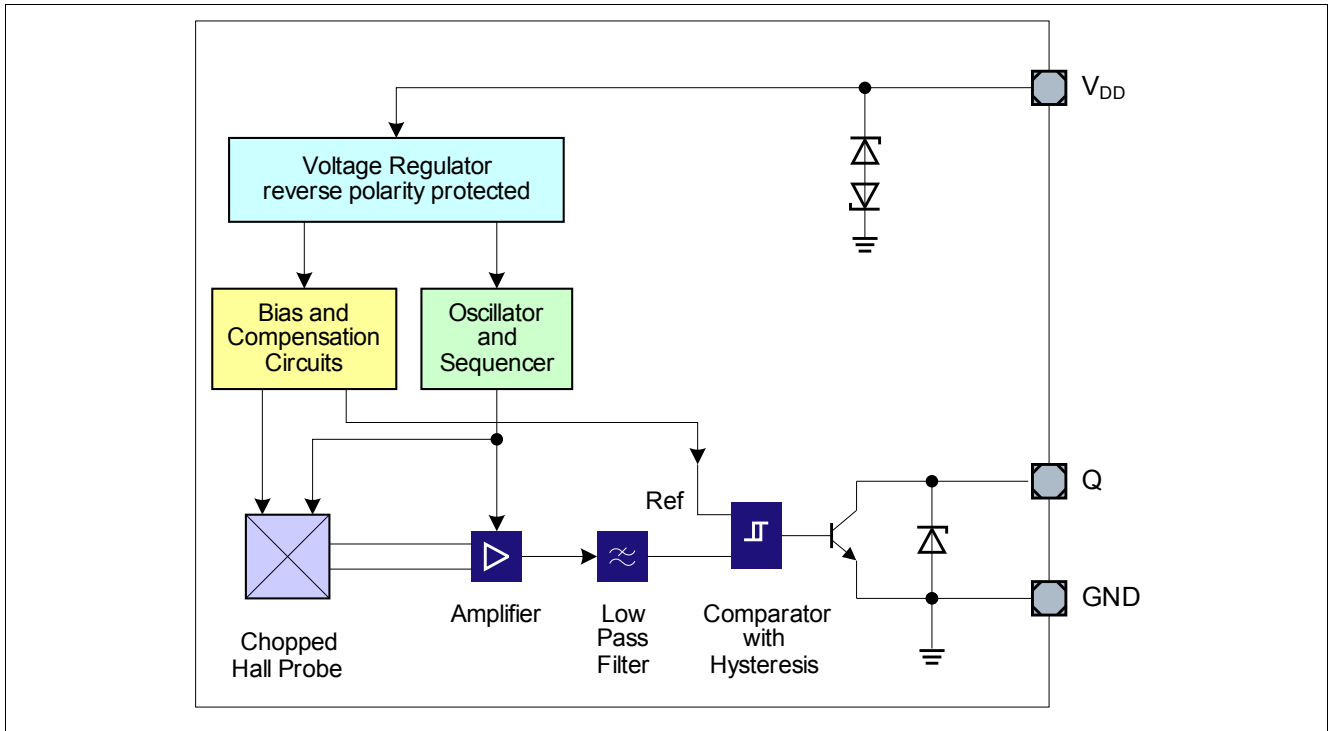 V_DD
Voltage Regulator
reverse polarity protected
Bias and
Compensation
Circuits
Oscillator
and
Sequencer
Ref
Q
GND
Amplifier
Low
Pass
Filter
Comparator
with
Hysteresis
Chopped
Hall Probe